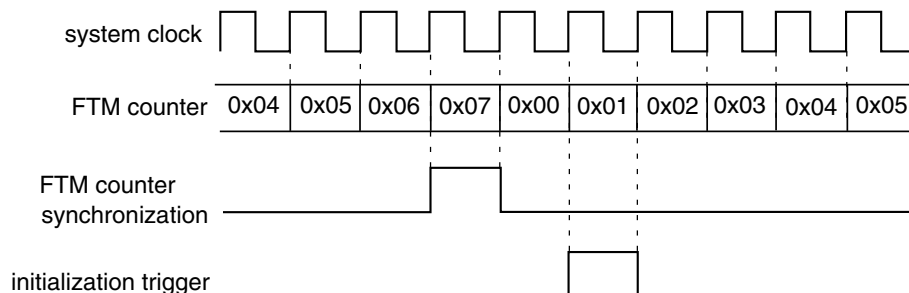 system clock
FTM counter 0x04 0x05 0x06 0x07 0x00 0x01 0x02 0x03 0x04 0x05
FTM counter
synchronization
initialization trigger